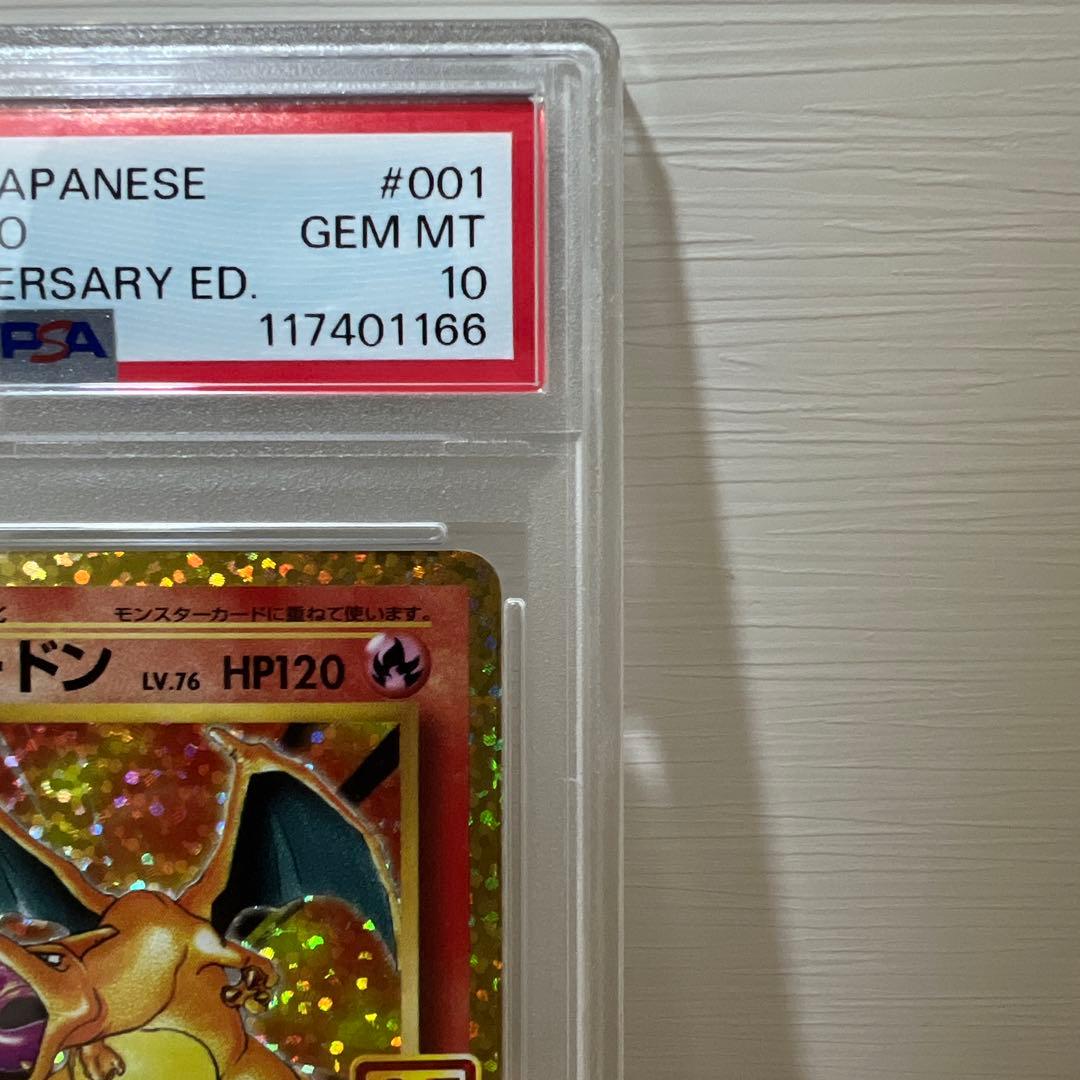 APANESE #001
O GEM MT
ERSARY ED. 10
PSA 117401166
モンスターカードに重ねて使います。
ードン LV.76 HP120